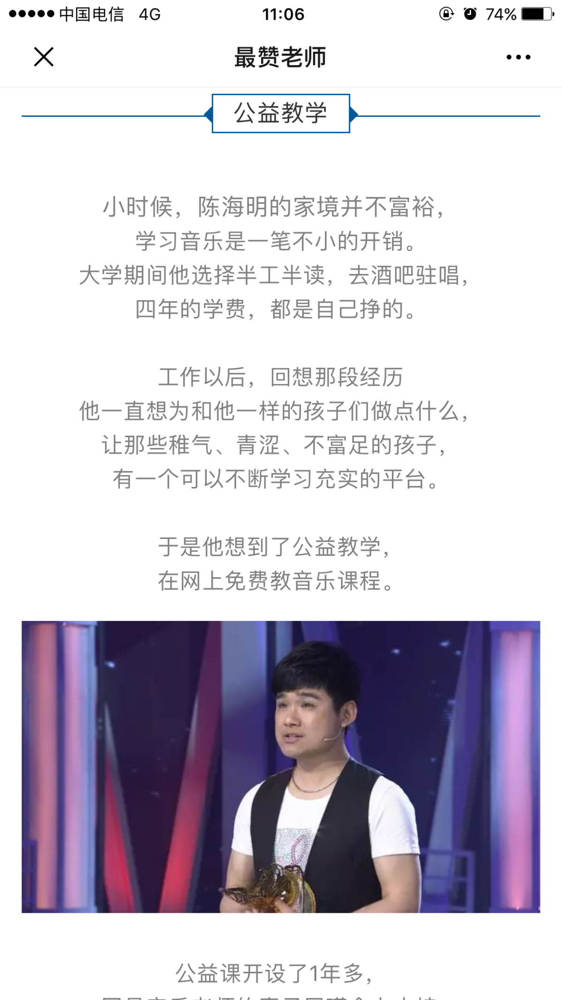 中国电信 4G 11:06 74%
最赞老师
公益教学
小时候，陈海明的家境并不富裕，
学习音乐是一笔不小的开销。
大学期间他选择半工半读，去酒吧驻唱，
四年的学费，都是自己挣的。
工作以后，回想那段经历
他一直想为和他一样的孩子们做点什么，
让那些稚气、青涩、不富足的孩子，
有一个可以不断学习充实的平台。
于是他想到了公益教学，
在网上免费教音乐课程。
公益课开设了1年多，